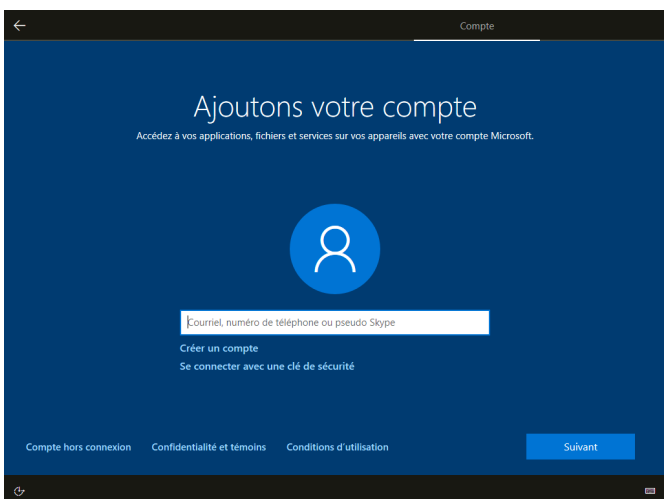 Compte
Ajoutons votre compte
Accédez à vos applications, fichiers et services sur vos appareils avec votre compte Microsoft.
Courriel, numéro de téléphone ou pseudo Skype
Créer un compte
Se connecter avec une clé de sécurité
Compte hors connexion Confidentialité et témoins Conditions d'utilisation Suivant